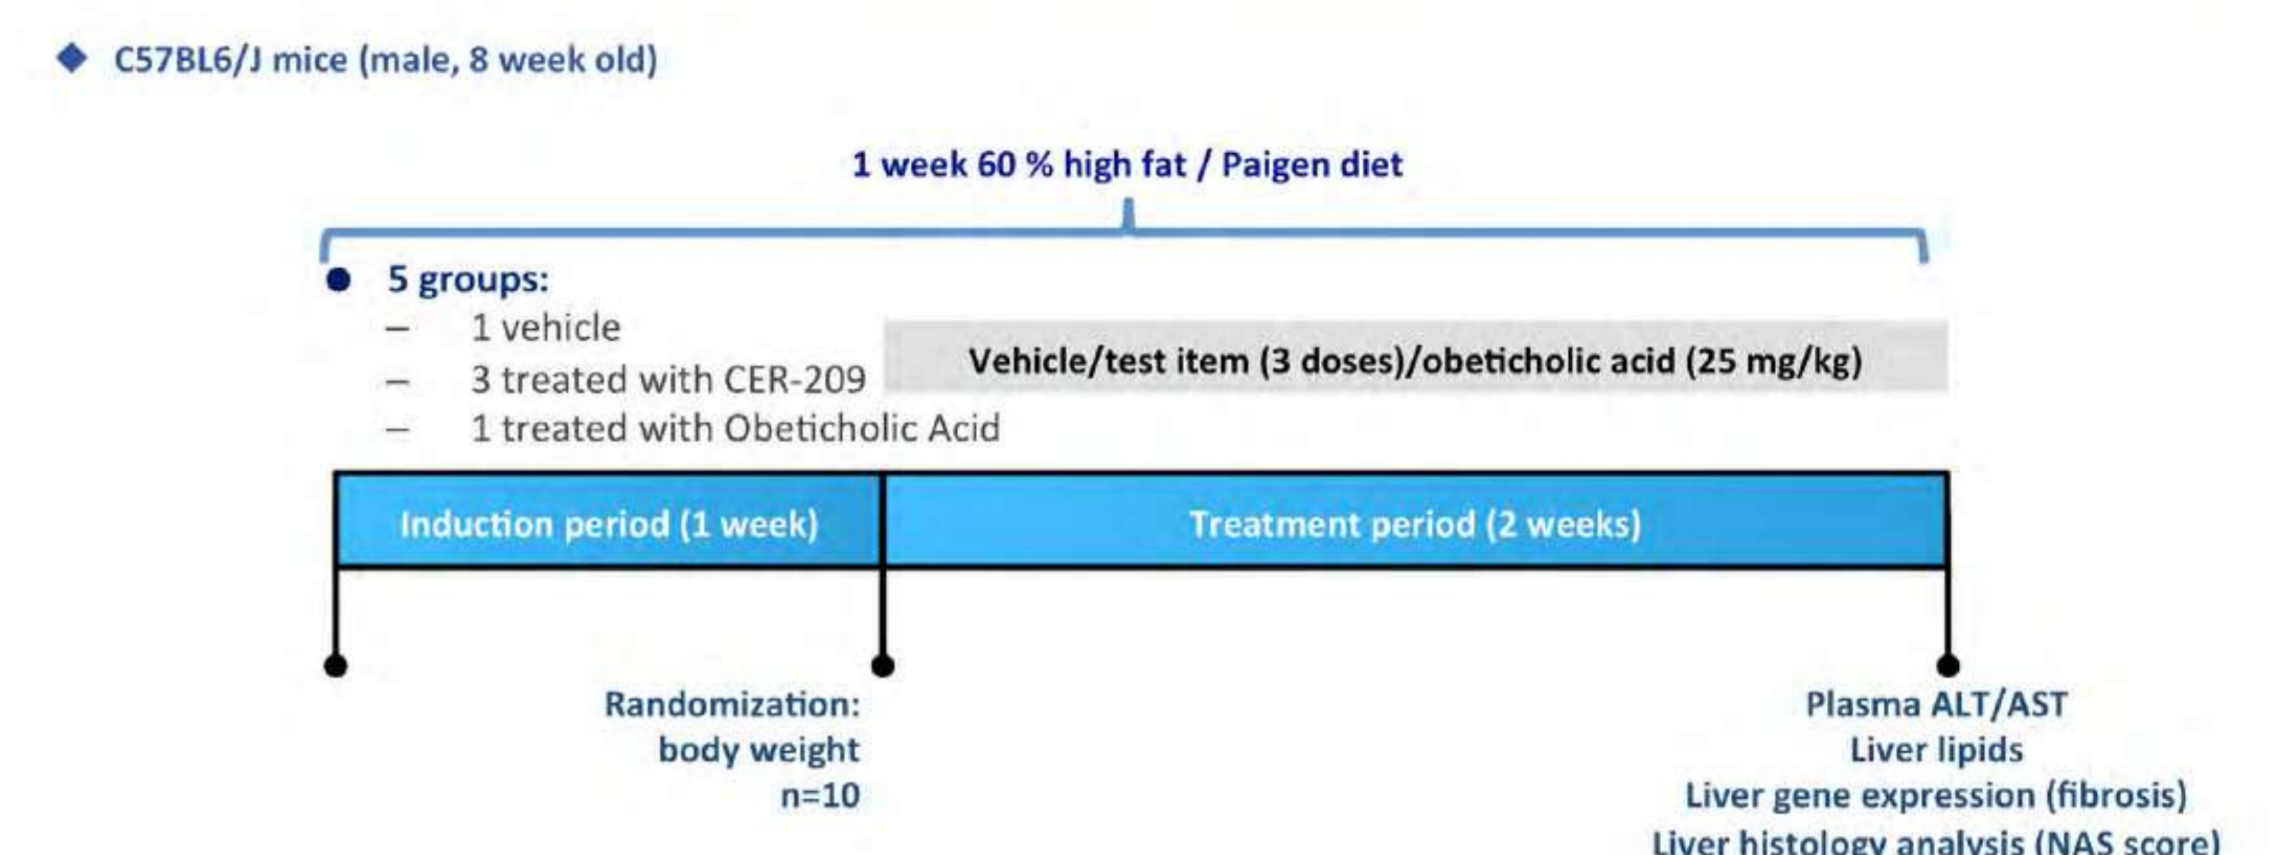 ◆ C57BL6/J mice (male, 8 week old)
1 week 60 % high fat / Paigen diet
● 5 groups:
– 1 vehicle
– 3 treated with CER-209
– 1 treated with Obeticholic Acid
Vehicle/test item (3 doses)/obeticholic acid (25 mg/kg)
Induction period (1 week)
Treatment period (2 weeks)
Randomization:
body weight
n=10
Plasma ALT/AST
Liver lipids
Liver gene expression (fibrosis)
Liver histology analysis (NAS score)